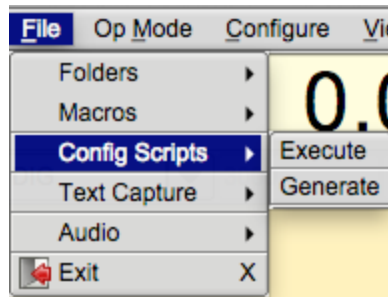 File Op Mode Configure Vi
Folders
0.0
Macros
Config Scripts Execute
Generate
Text Capture
Audio
Exit X